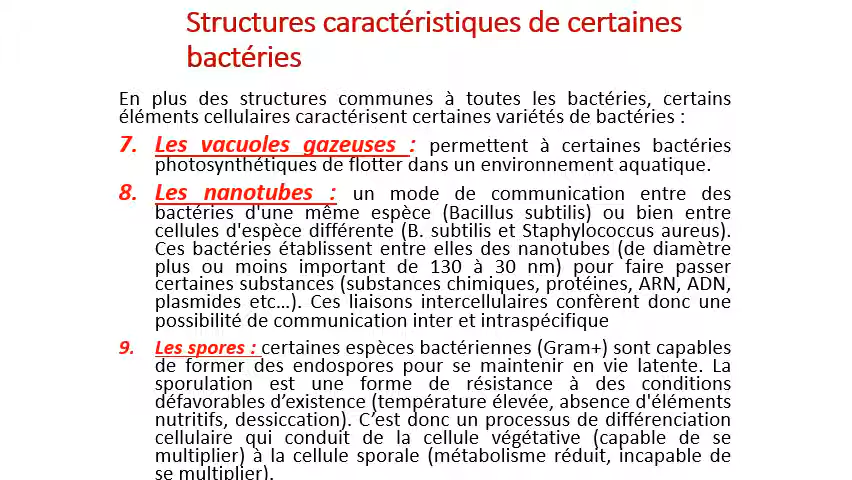 Structures caractéristiques de certaines
bactéries
En plus des structures communes à toutes les bactéries, certains
éléments cellulaires caractérisent certaines variétés de bactéries :
7. Les vacuoles gazeuses : permettent à certaines bactéries
photosynthétiques de flotter dans un environnement aquatique.
8. Les nanotubes : un mode de communication entre des
bactéries d'une même espèce (Bacillus subtilis) ou bien entre
cellules d'espèce différente (B. subtilis et Staphylococcus aureus).
Ces bactéries établissent entre elles des nanotubes (de diamètre
plus ou moins important de 130 à 30 nm) pour faire passer
certaines substances (substances chimiques, protéines, ARN, ADN,
plasmides etc…). Ces liaisons intercellulaires confèrent donc une
possibilité de communication inter et intraspécifique
9. Les spores : certaines espèces bactériennes (Gram+) sont capables
de former des endospores pour se maintenir en vie latente. La
sporulation est une forme de résistance à des conditions
défavorables d’existence (température élevée, absence d'éléments
nutritifs, dessiccation). C’est donc un processus de différenciation
cellulaire qui conduit de la cellule végétative (capable de se
multiplier) à la cellule sporale (métabolisme réduit, incapable de
se multiplier).